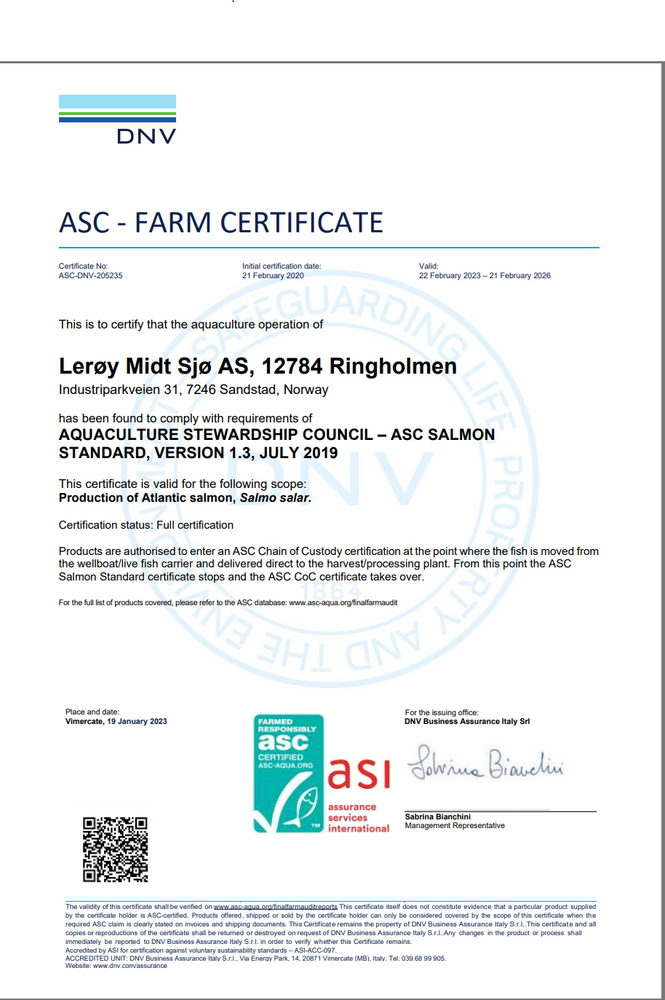 DNV
ASC - FARM CERTIFICATE
Certificate No:
ASC-DNV-205235
Initial certification date:
21 February 2020
Valid:
22 February 2023 – 21 February 2026
This is to certify that the aquaculture operation of
Lerøy Midt Sjø AS, 12784 Ringholmen
Industriparkveien 31, 7246 Sandstad, Norway
has been found to comply with requirements of
AQUACULTURE STEWARDSHIP COUNCIL – ASC SALMON
STANDARD, VERSION 1.3, JULY 2019
This certificate is valid for the following scope:
Production of Atlantic salmon, Salmo salar.
Certification status: Full certification
Products are authorised to enter an ASC Chain of Custody certification at the point where the fish is moved from
the wellboat/live fish carrier and delivered direct to the harvest/processing plant. From this point the ASC
Salmon Standard certificate stops and the ASC CoC certificate takes over.
For the full list of products covered, please refer to the ASC database: www.asc-aqua.org/finalfarmaudit
SAFEGUARDING LIFE PROPERTY AND THE ENVIRONMENT
DNV
1864
Place and date:
Vimercate, 19 January 2023
FARMED
RESPONSIBLY
asc
CERTIFIED
ASC-AQUA.ORG
TM
asi
assurance
services
international
For the issuing office:
DNV Business Assurance Italy Srl
Sabrina Bianchini
Sabrina Bianchini
Management Representative
The validity of this certificate shall be verified on www.asc-aqua.org/finalfarmauditreports This certificate itself does not constitute evidence that a particular product supplied
by the certificate holder is ASC-certified. Products offered, shipped or sold by the certificate holder can only be considered covered by the scope of this certificate when the
required ASC claim is clearly stated on invoices and shipping documents. This Certificate remains the property of DNV Business Assurance Italy S.r.l..This certificate and all
copies or reproductions of the certificate shall be returned or destroyed on request of DNV Business Assurance Italy S.r.l..Any changes in the product or process shall
immediately be reported to DNV Business Assurance Italy S.r.l. in order to verify whether this Certificate remains.
Accredited by ASI for certification against voluntary sustainability standards – ASI-ACC-097.
ACCREDITED UNIT: DNV Business Assurance Italy S.r.l., Via Energy Park, 14, 20871 Vimercate (MB), Italy. Tel. 039.68 99 905.
Website: www.dnv.com/assurance